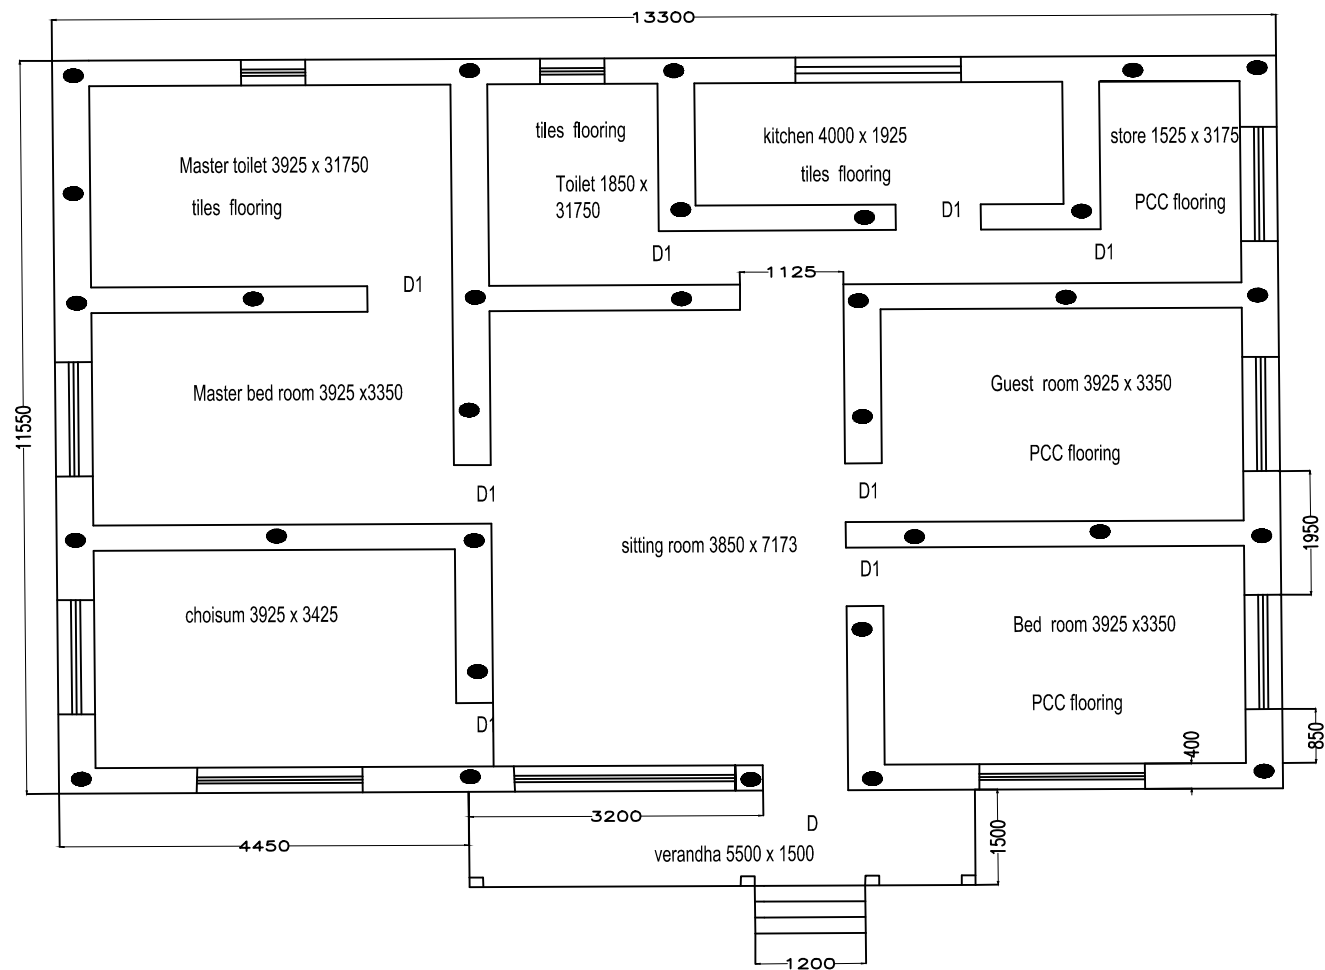 13300
tiles flooring
kitchen 4000 x 1925
store 1525 x 3175
Master toilet 3925 x 31750
tiles flooring
Toilet 1850 x
31750
tiles flooring
D1
PCC flooring
D1
D1
D1
1125
Master bed room 3925 x3350
Guest room 3925 x 3350
11550
PCC flooring
D1
D1
sitting room 3850 x 7173
1950
D1
choisum 3925 x 3425
Bed room 3925 x3350
PCC flooring
D1
400
850
3200
D
4450
verandha 5500 x 1500
1500
1200